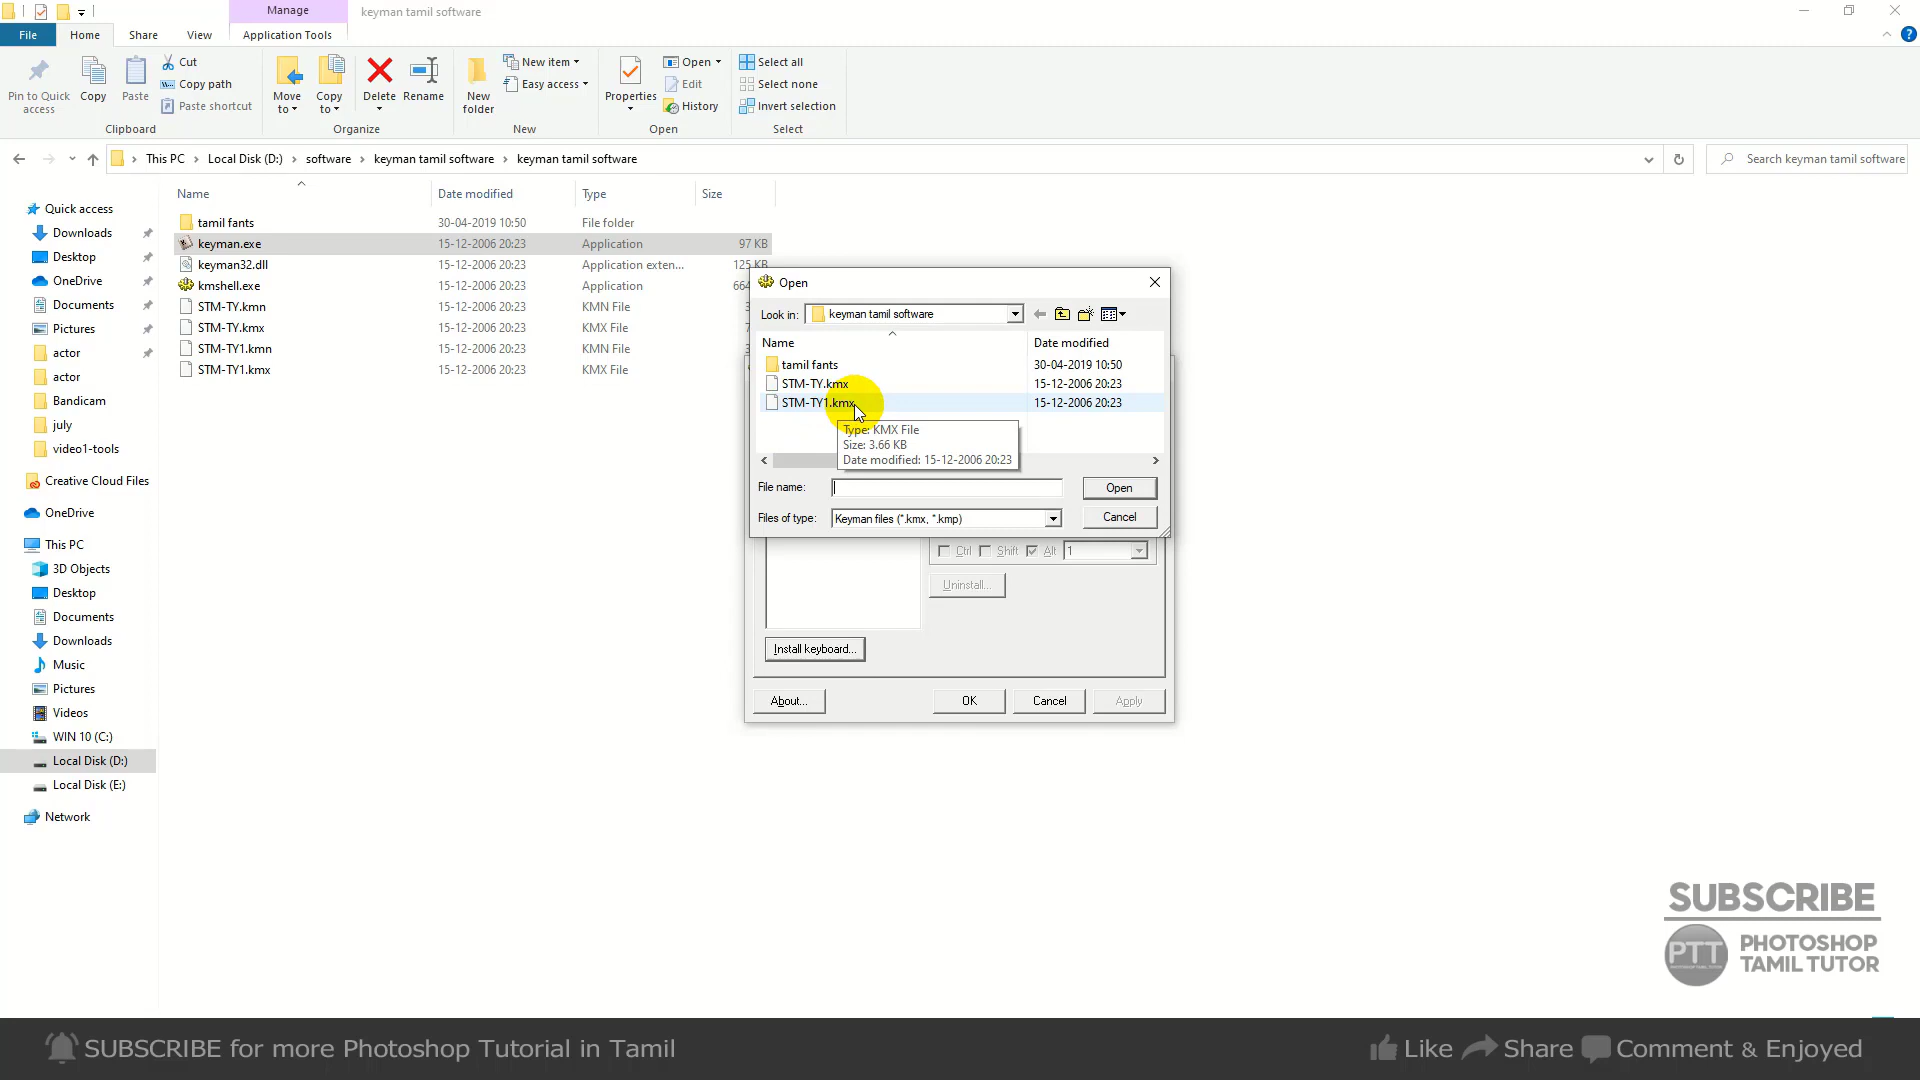 Manage
keyman tamil software
File
Home
Share
View
Application Tools
Pin to Quick access
Copy
Paste
Cut
Copy path
Paste shortcut
Clipboard
Move to
Copy to
Delete
Rename
Organize
New folder
New item
Easy access
New
Properties
Open
Edit
History
Open
Select all
Select none
Invert selection
Select
This PC > Local Disk (D:) > software > keyman tamil software > keyman tamil software
Search keyman tamil software
Name Date modified Type Size
tamil fants 30-04-2019 10:50 File folder
keyman.exe 15-12-2006 20:23 Application 97 KB
keyman32.dll 15-12-2006 20:23 Application exten... 125 KB
kmshell.exe 15-12-2006 20:23 Application 664
STM-TY.kmn 15-12-2006 20:23 KMN File
STM-TY.kmx 15-12-2006 20:23 KMX File
STM-TY1.kmn 15-12-2006 20:23 KMN File
STM-TY1.kmx 15-12-2006 20:23 KMX File
Quick access
Downloads
Desktop
OneDrive
Documents
Pictures
actor
actor
Bandicam
july
video1-tools
Creative Cloud Files
OneDrive
This PC
3D Objects
Desktop
Documents
Downloads
Music
Pictures
Videos
WIN 10 (C:)
Local Disk (D:)
Local Disk (E:)
Network
Open
Look in: keyman tamil software
Name Date modified
tamil fants 30-04-2019 10:50
STM-TY.kmx 15-12-2006 20:23
STM-TY1.kmx 15-12-2006 20:23
Type: KMX File
Size: 3.66 KB
Date modified: 15-12-2006 20:23
File name:
Open
Files of type: Keyman files (*.kmx, *.kmp)
Cancel
Ctrl Shift Alt 1
Uninstall...
Install keyboard...
About... OK Cancel Apply
SUBSCRIBE
PTT
PHOTOSHOP
TAMIL TUTOR
SUBSCRIBE for more Photoshop Tutorial in Tamil
Like Share Comment & Enjoyed